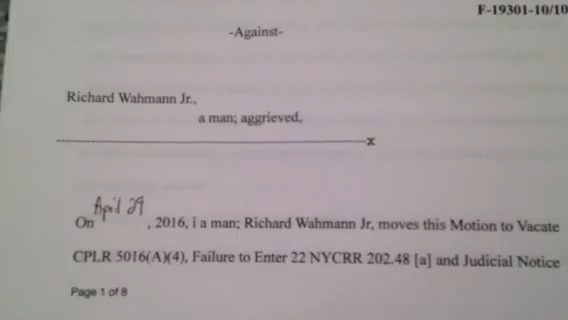 F-19301-10/10
-Against-
Richard Wahmann Jr.,
a man; aggrieved,
x
April 29
On , 2016, i a man; Richard Wahmann Jr, moves this Motion to Vacate
CPLR 5016(A)(4), Failure to Enter 22 NYCRR 202.48 [a] and Judicial Notice
Page 1 of 8